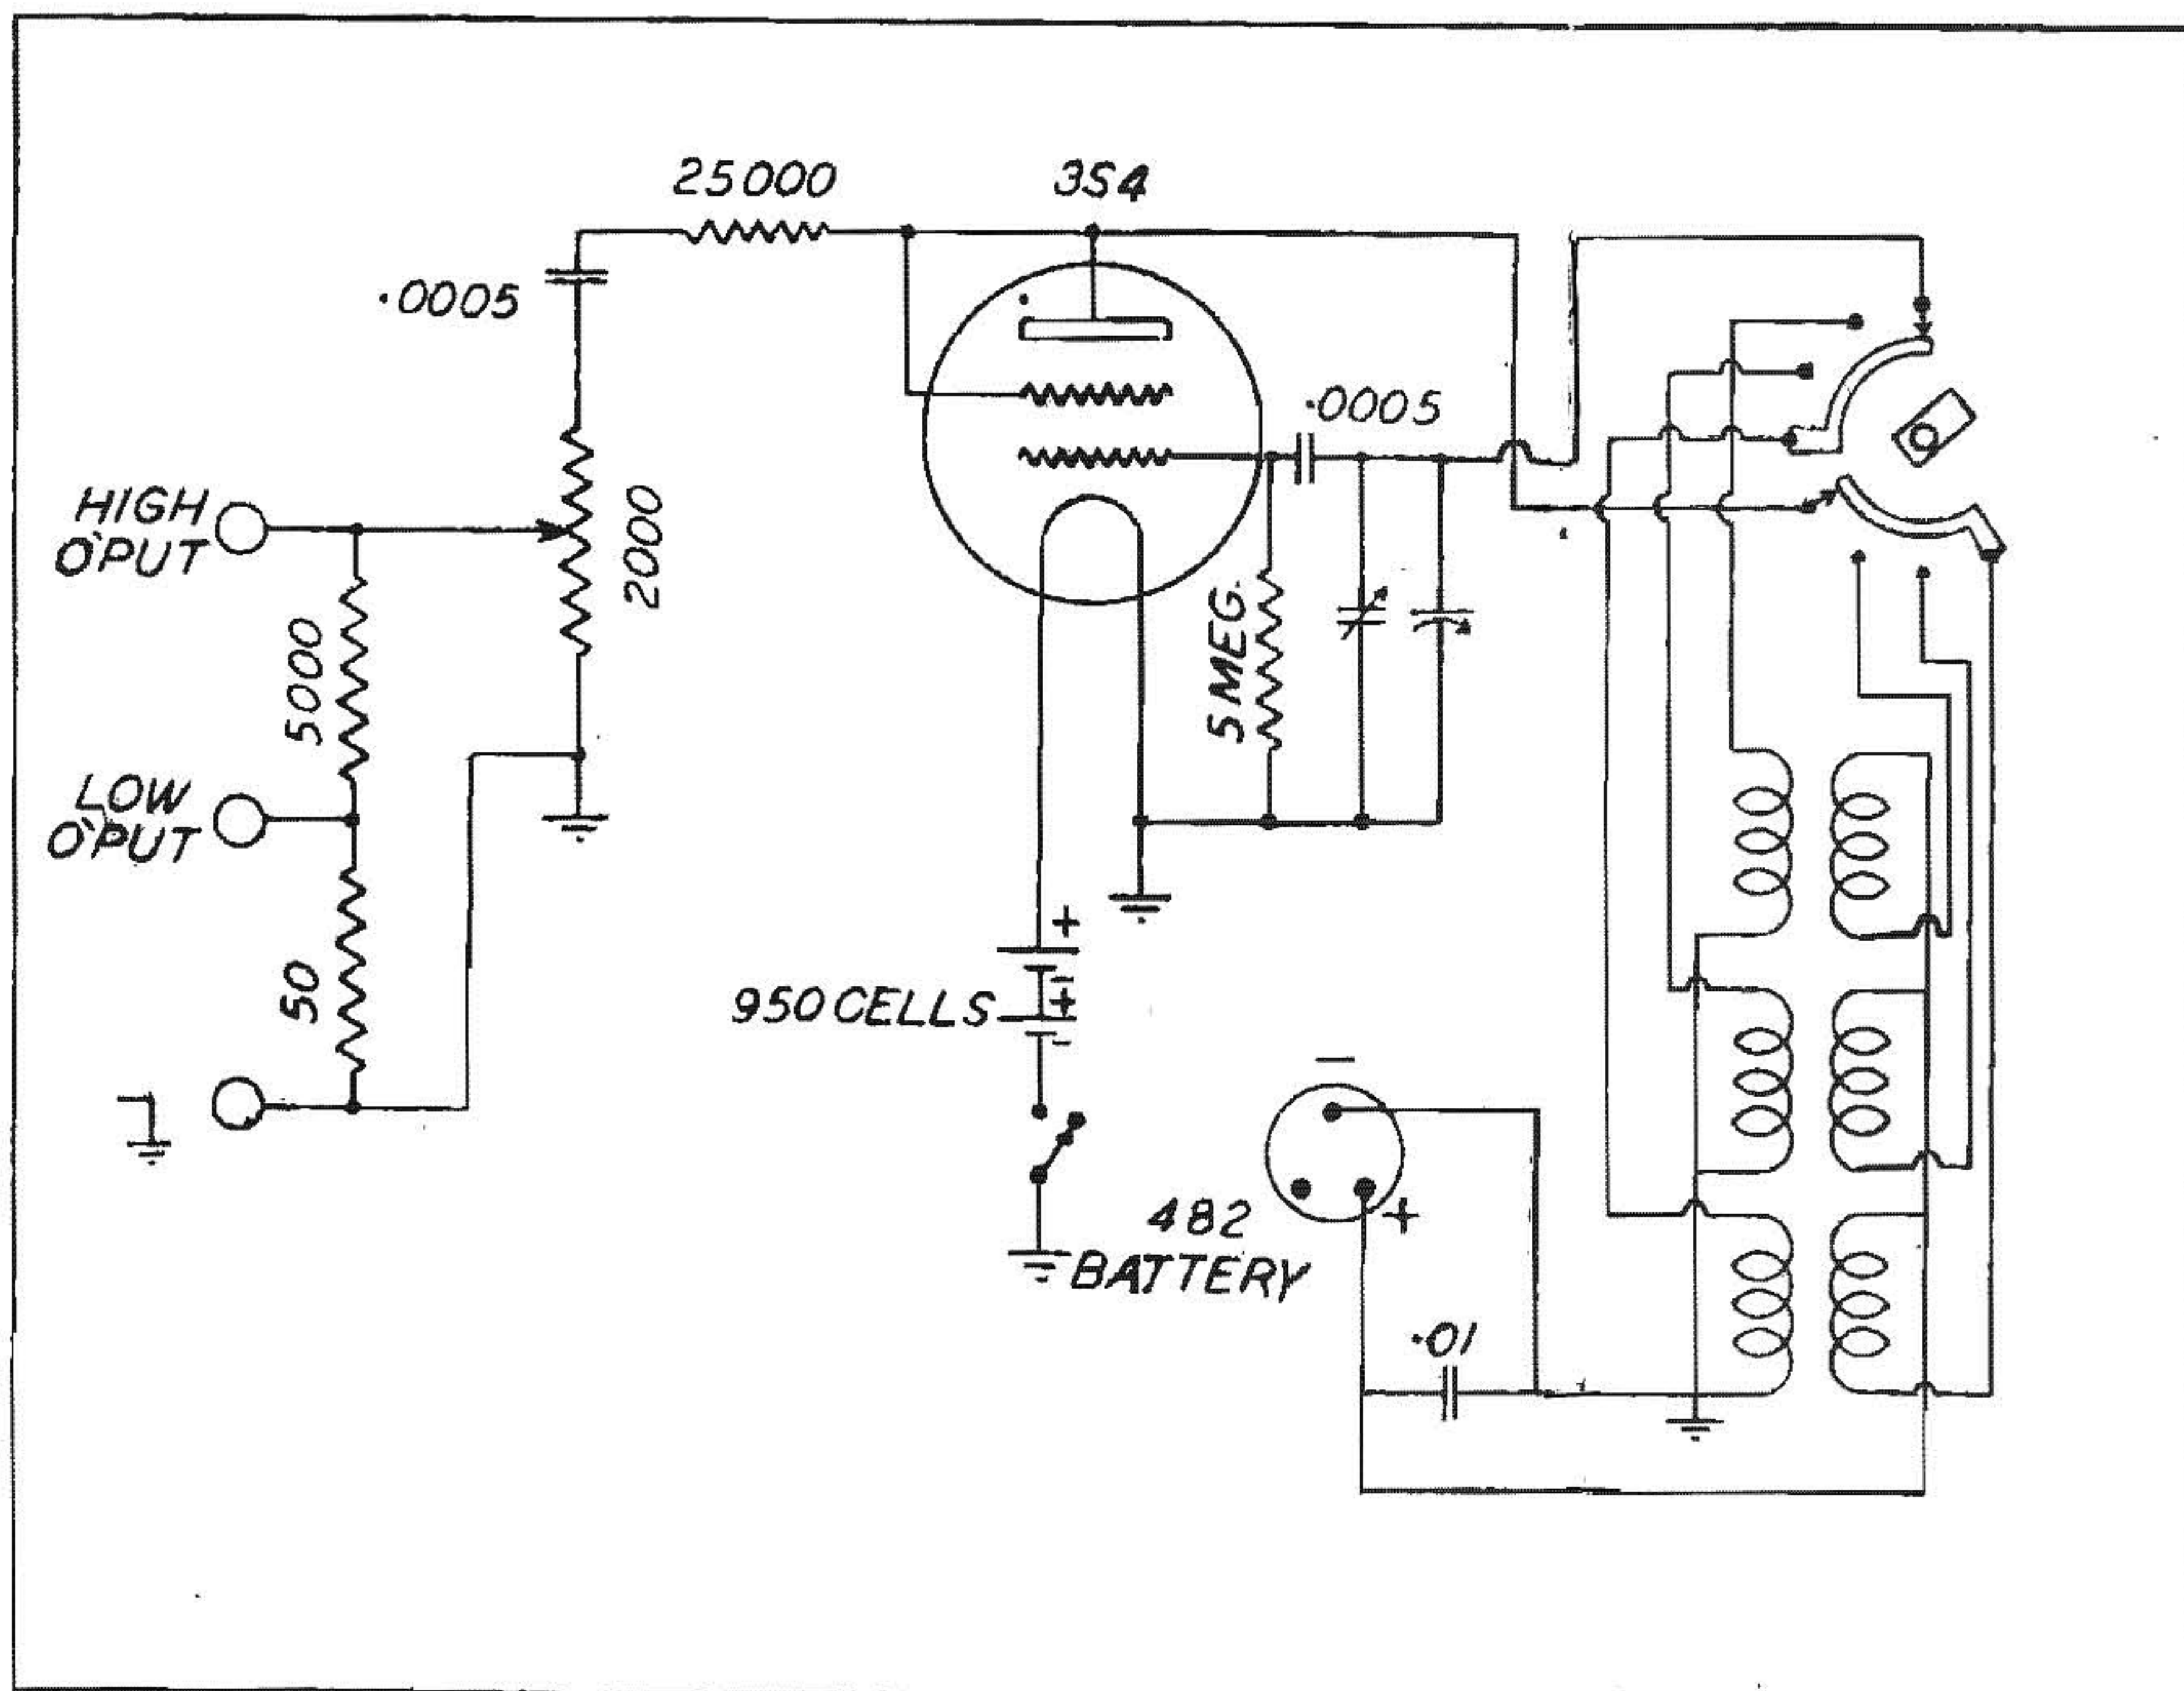 25000
3S4
.0005
.0005
HIGH
O'PUT
2000
5000
5 MEG.
LOW
O'PUT
50
+
-
950 CELLS
+
-
-
482
BATTERY
+
.01